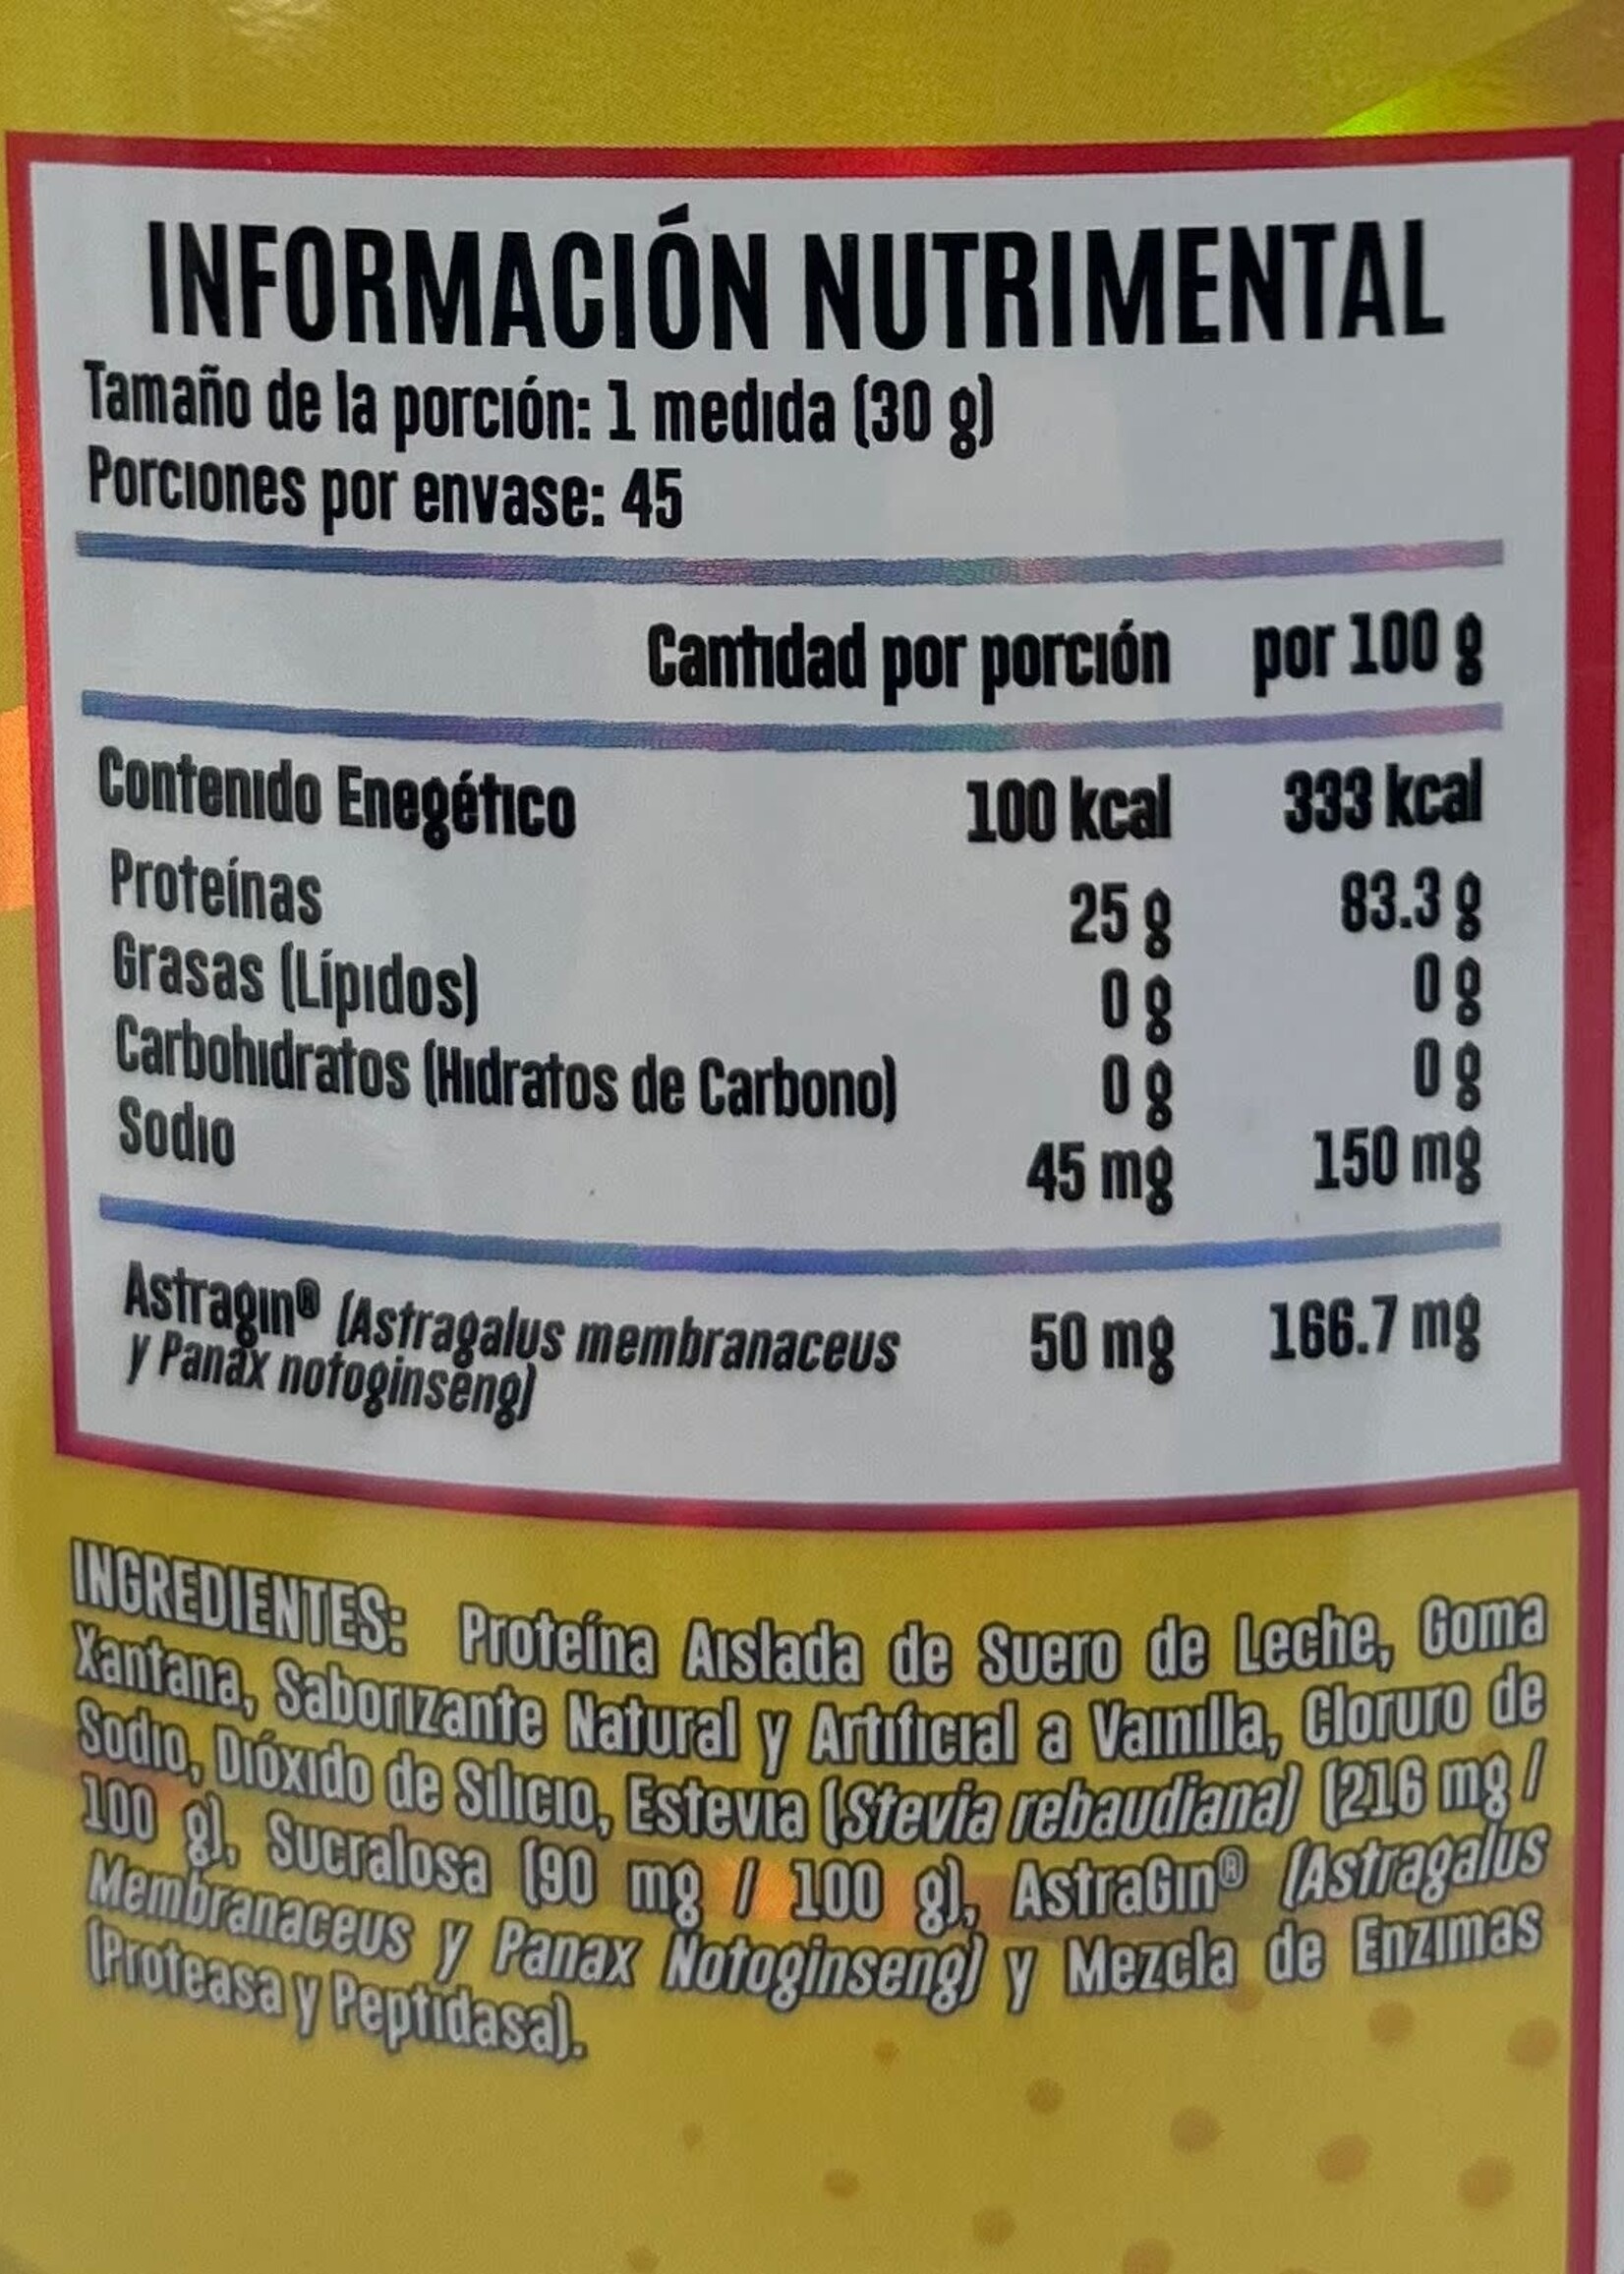 INFORMACIÓN NUTRIMENTAL
Tamaño de la porción: 1 medida (30 g)
Porciones por envase: 45
Cantidad por porción por 100 g
Contenido Enegético 100 kcal 333 kcal
Proteínas 25 g 83.3 g
Grasas (Lípidos) 0 g 0 g
Carbohidratos (Hidratos de Carbono) 0 g 0 g
Sodio 45 mg 150 mg
Astragin® (Astragalus membranaceus 50 mg 166.7 mg
y Panax notoginseng)
INGREDIENTES: Proteína Aislada de Suero de Leche, Goma
Xantana, Saborizante Natural y Artificial a Vainilla, Cloruro de
Sodio, Dióxido de Silicio, Estevia (Stevia rebaudiana) (216 mg /
100 g), Sucralosa (90 mg / 100 g), AstraGin® (Astragalus
Membranaceus y Panax Notoginseng) y Mezcla de Enzimas
(Proteasa y Peptidasa).